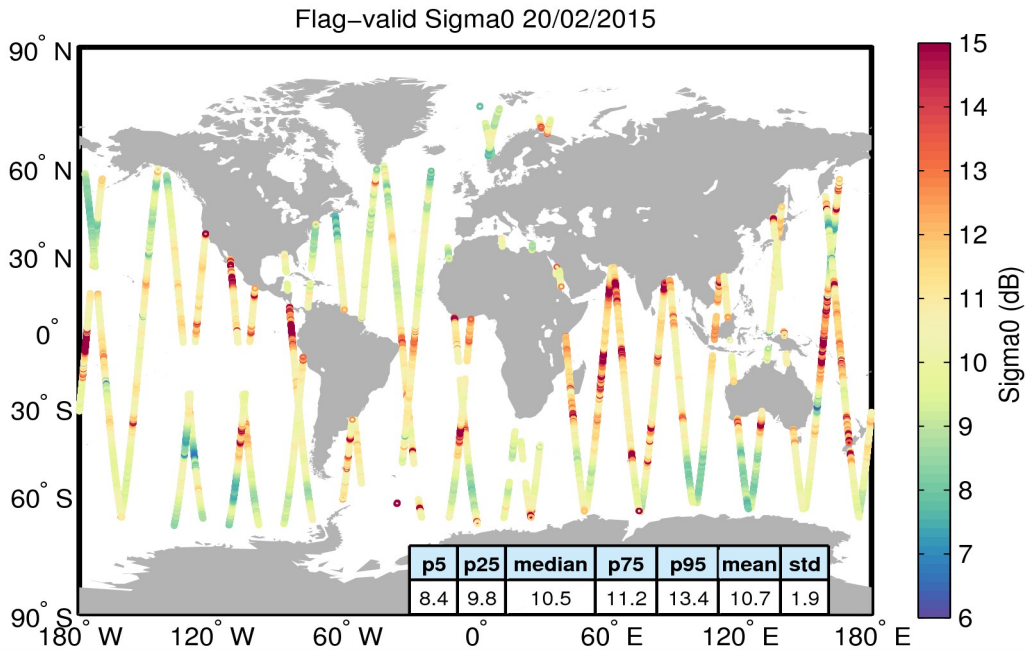 Flag−valid Sigma0 20/02/2015
90° N
60° N
30° N
0°
30° S
60° S
90° S
180° W
120° W
60° W
0°
60° E
120° E
180° E
15
14
13
12
11
10
9
8
7
6
Sigma0 (dB)
p5 p25 median p75 p95 mean std
8.4 9.8 10.5 11.2 13.4 10.7 1.9